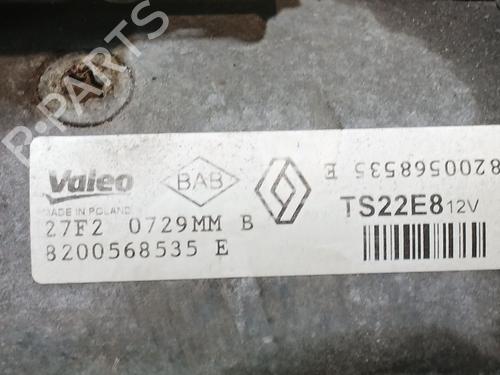 B-PARTS
Valeo
MADE IN POLAND
BAB
27F2 0729MM B
8200568535 E
8200568535 E
TS22E8 12V